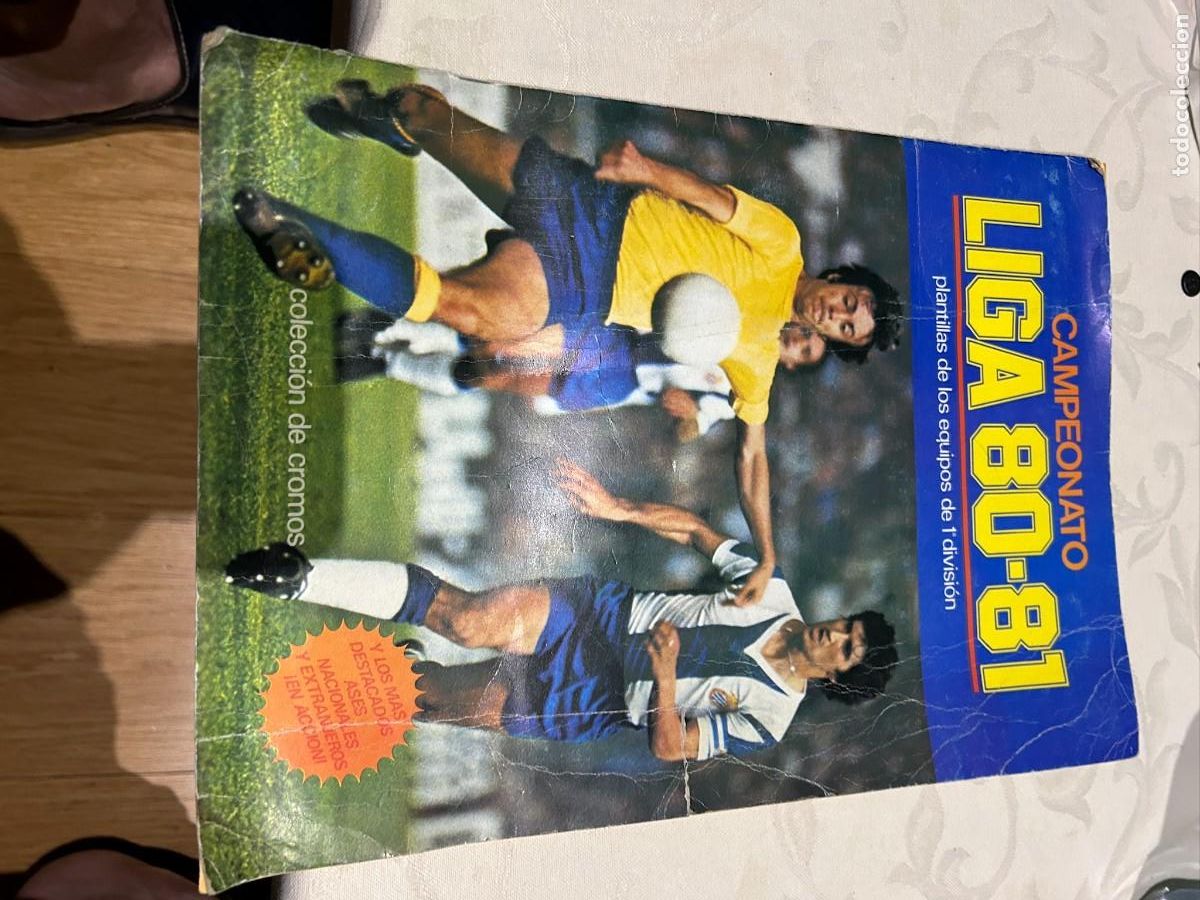 CAMPEONATO
LIGA 80-81
plantillas de los equipos de 1ª división
colección de cromos
Y LOS MAS
DESTACADOS
ASES
NACIONALES
Y EXTRANJEROS
¡EN ACCION!
todocoleccion